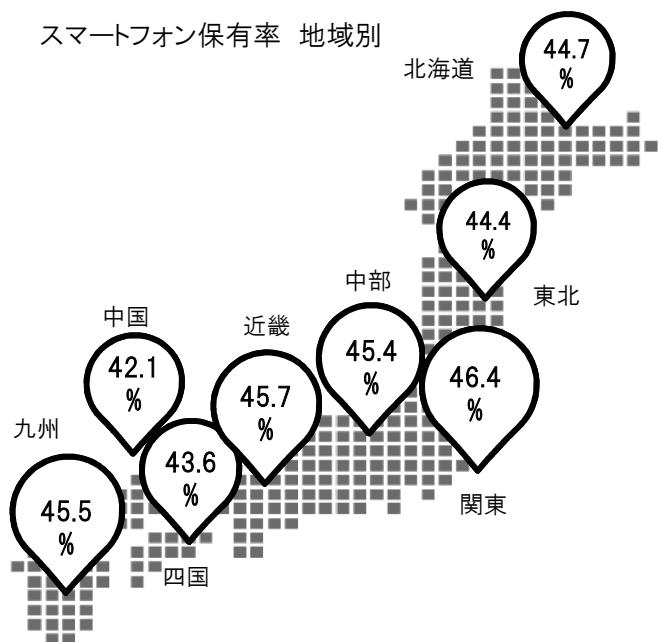 スマートフォン保有率　地域別
北海道
44.7
%
44.4
%
東北
中部
45.4
%
46.4
%
関東
近畿
45.7
%
中国
42.1
%
43.6
%
四国
九州
45.5
%